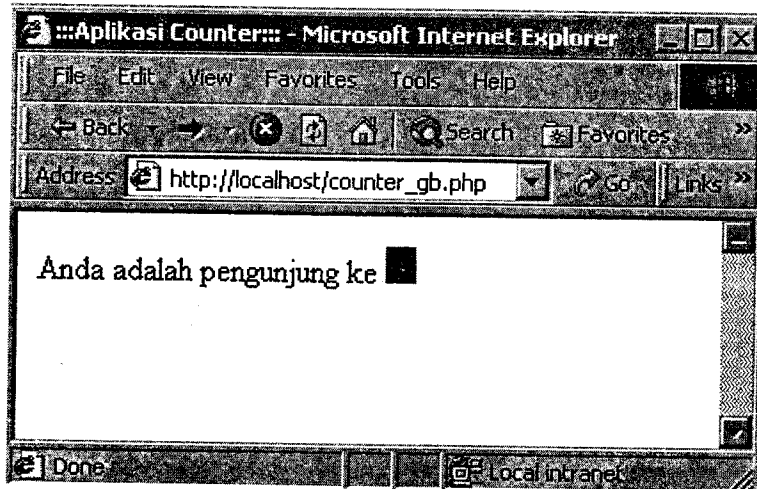 :::Aplikasi Counter::: - Microsoft Internet Explorer
File Edit View Favorites Tools Help
Back Search Favorites »
Address http://localhost/counter_gb.php Go Links »
Anda adalah pengunjung ke
Done Local intranet